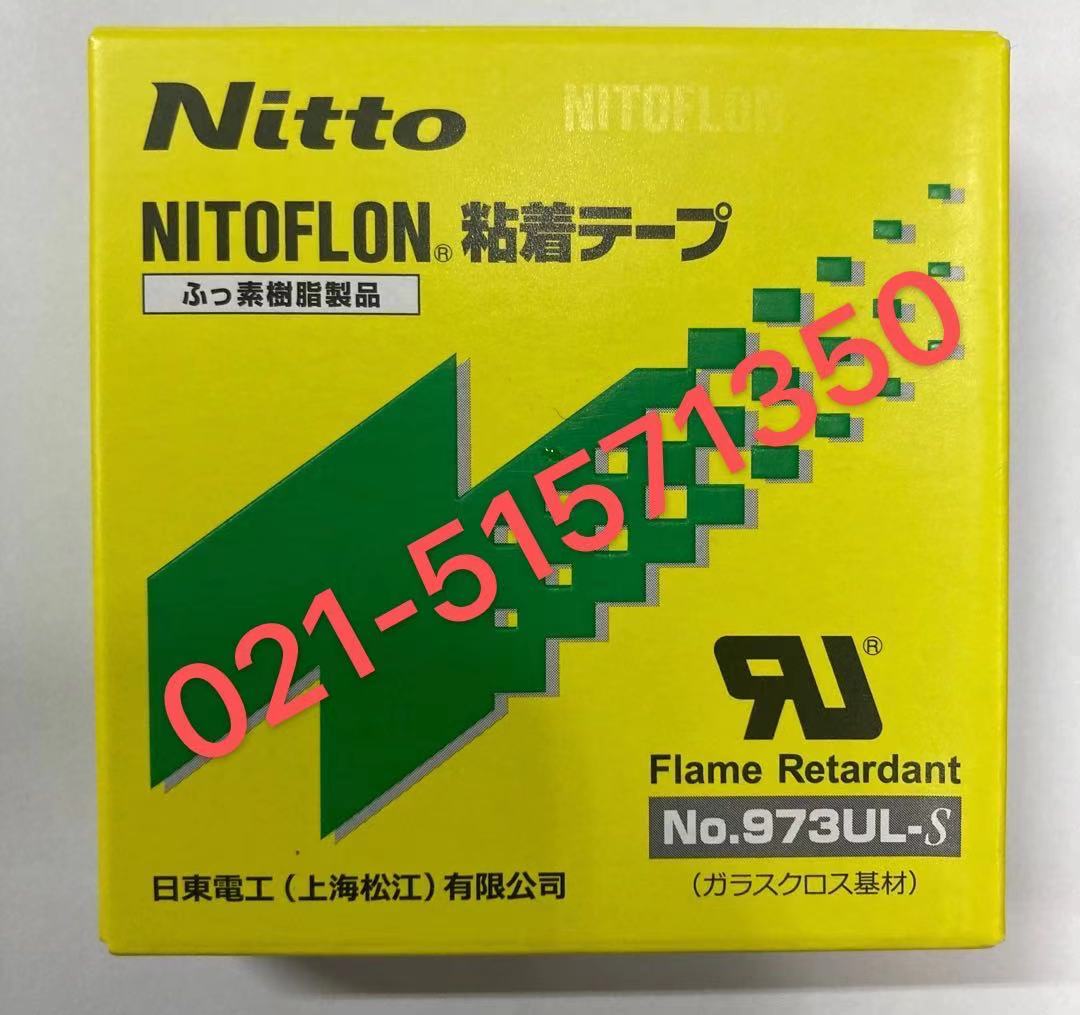 Nitto
NITOFLON
NITOFLON® 粘着テープ
ふっ素樹脂製品
021-51571350
RU®
Flame Retardant
No.973UL-S
日東電工(上海松江)有限公司
(ガラスクロス基材)